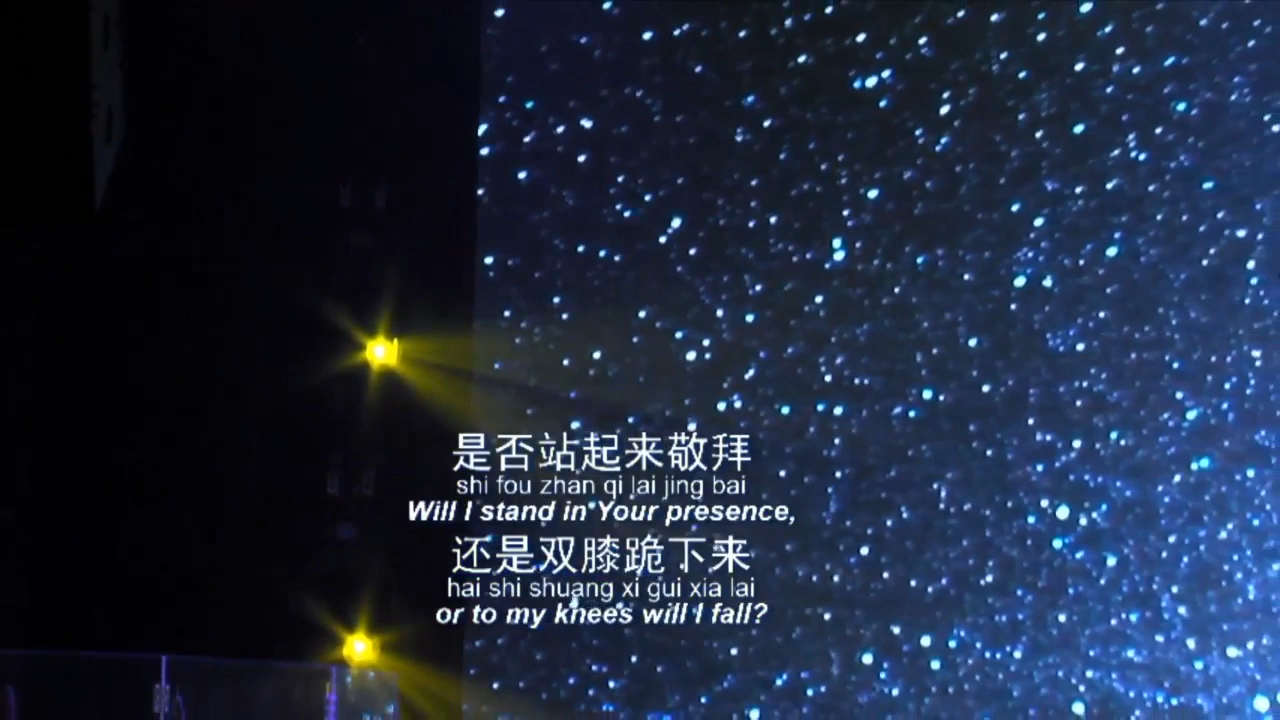 是否站起来敬拜
shi fou zhan qi lai jing bai
Will I stand in Your presence,
还是双膝跪下来
hai shi shuang xi gui xia lai
or to my knees will I fall?